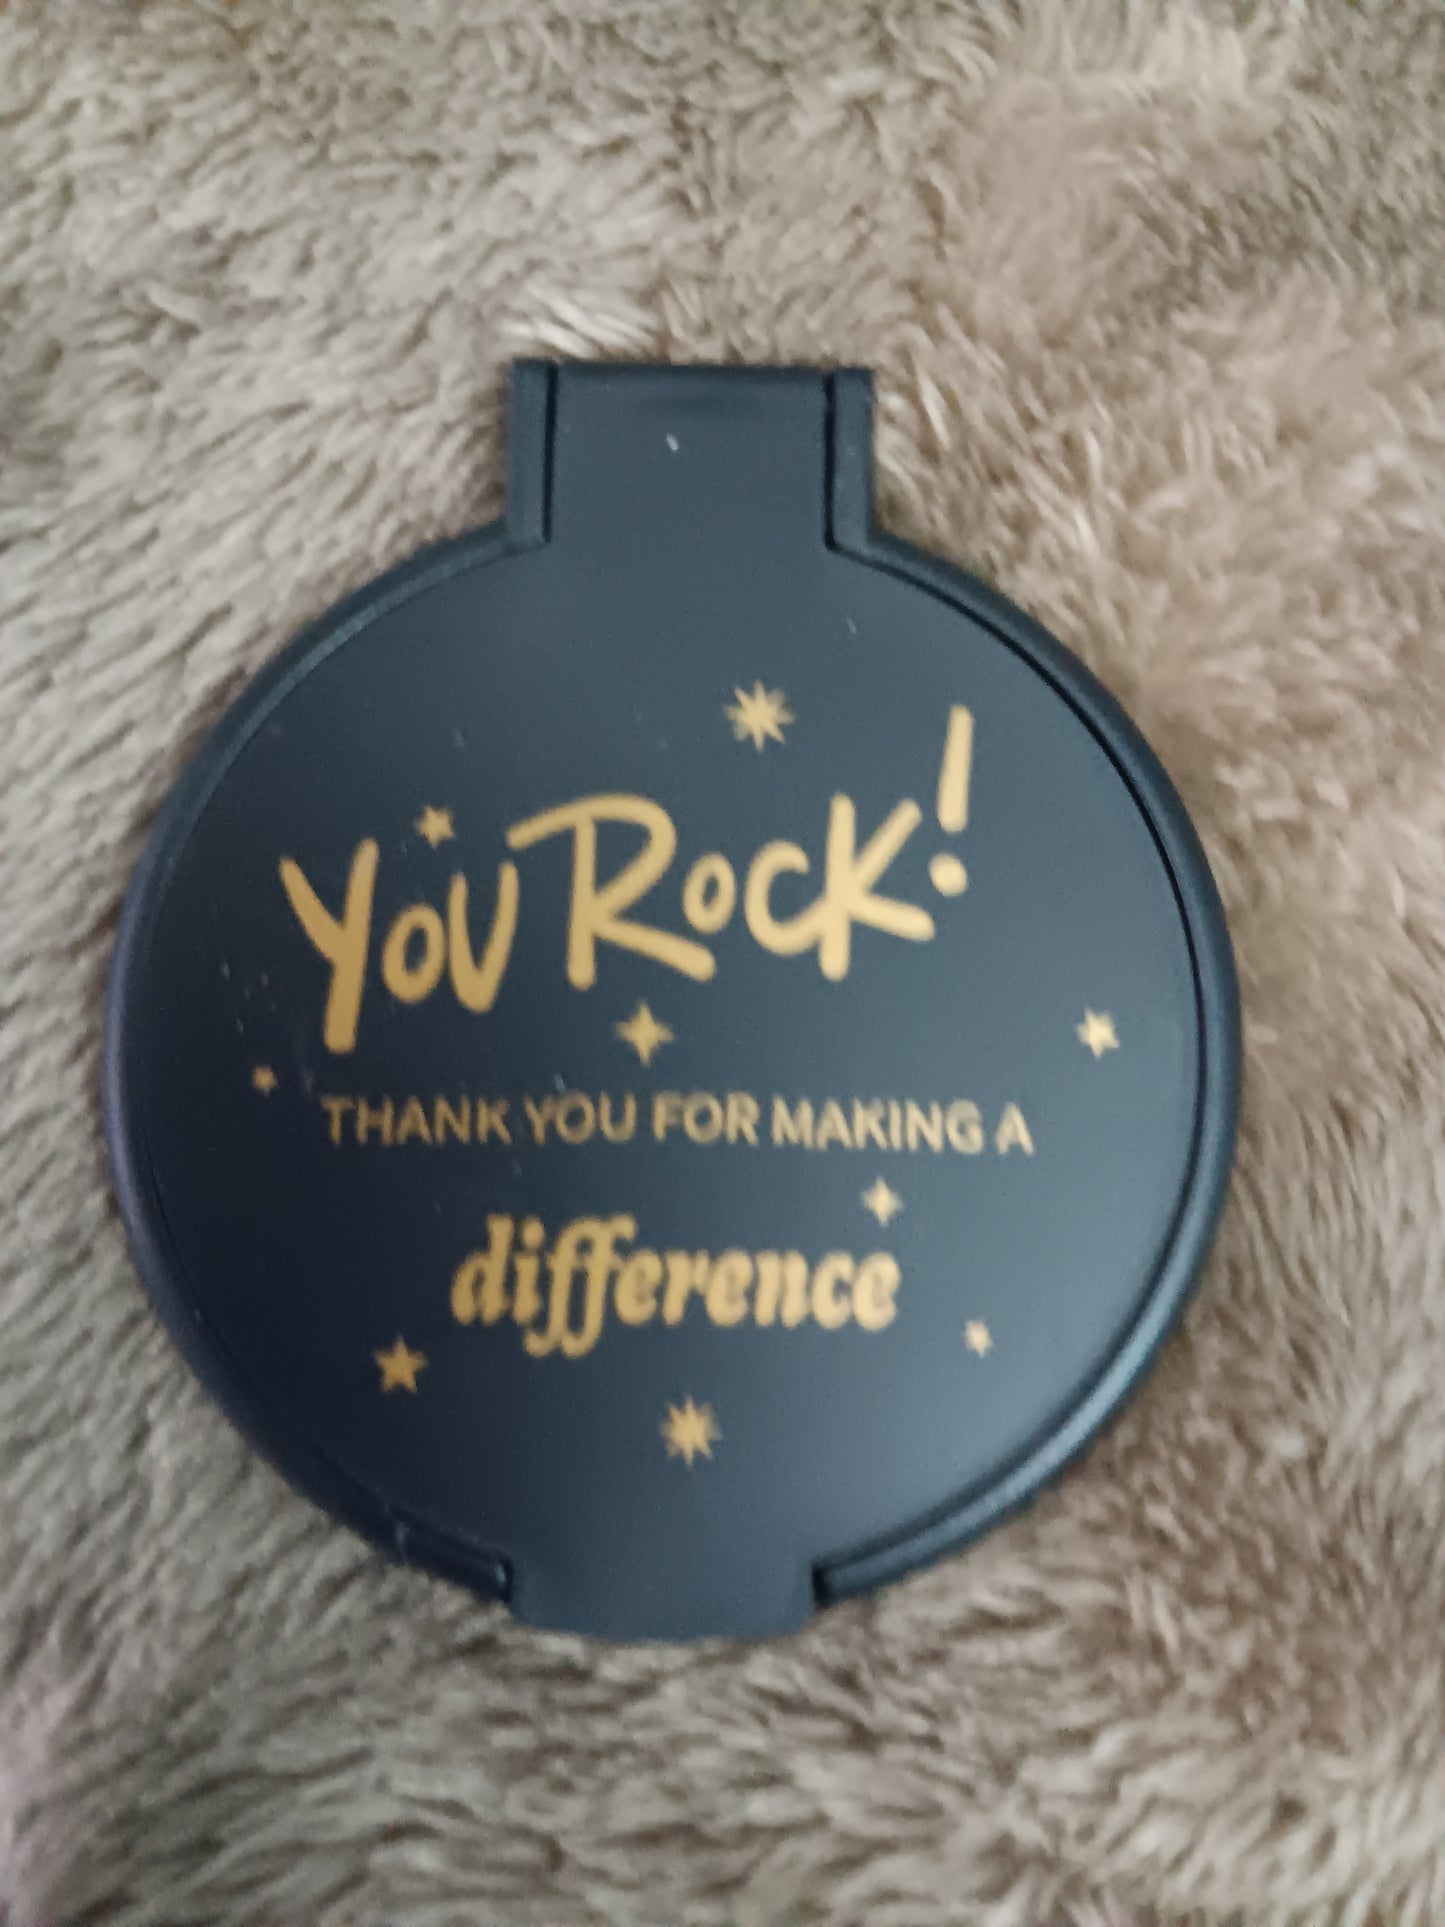 You Rock!
THANK YOU FOR MAKING A
difference